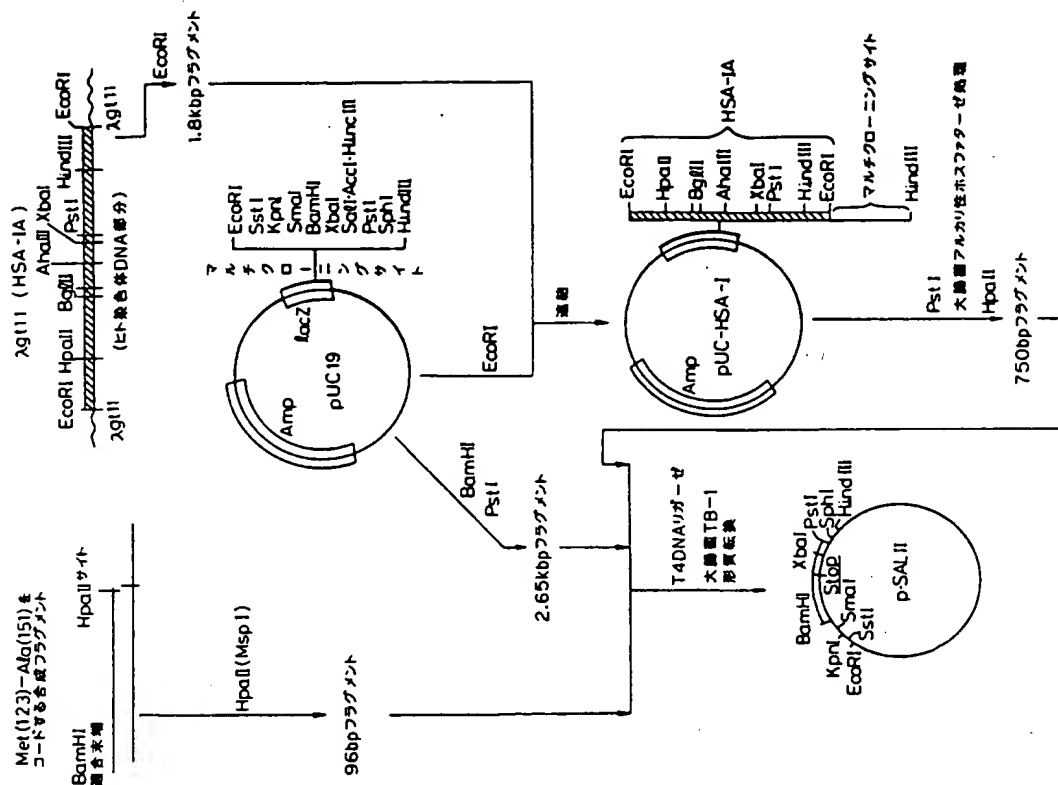 Met(123)-Ala(151)を
コードする合成フラグメント
BamHI
適合末端
HpaIIサイト
HpaII(Msp I)
96bpフラグメント
λgt11 (HSA-IA)
EcoRI
HpaII
BglII
AhaIII
XbaI
PstI
HindIII
EcoRI
λgt11
(ヒト染色体DNA部分)
λgt11
EcoRI
1.8kbpフラグメント
マルチクローニングサイト
EcoRI
Sst I
KpnI
SmaI
BamHI
XbaI
SalI·AccI·HincII
PstI
SphI
HindIII
lacZ
Amp
pUC19
EcoRI
BamHI
PstI
2.65kbpフラグメント
連結
EcoRI
HpaII
BglII
AhaIII
XbaI
PstI
HindIII
EcoRI
HSA-IA
マルチクローニングサイト
HindIII
Amp
pUC-HSA-I
PstI
大腸菌アルカリ性ホスファターゼ処理
HpaII
750bpフラグメント
T4DNAリガーゼ
大腸菌TB-1
形質転換
BamHI
XbaI
PstI
SphI
HindIII
Stop
KpnI
SmaI
EcoRI
SstI
p-SALII